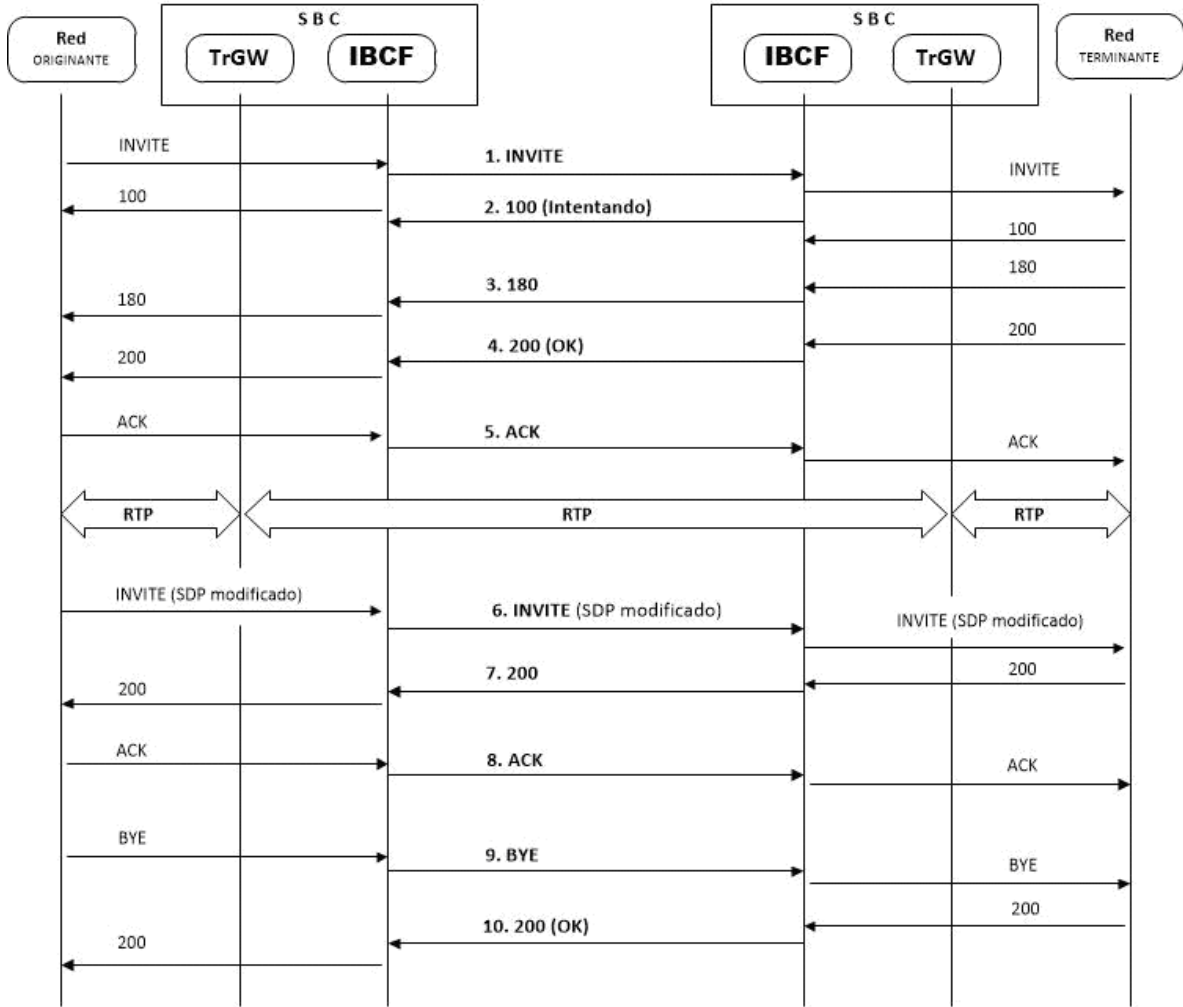 S B C
S B C
Red
ORIGINANTE
TrGW
IBCF
IBCF
TrGW
Red
TERMINANTE
INVITE
1. INVITE
INVITE
100
2. 100 (Intentando)
100
180
3. 180
180
200
4. 200 (OK)
200
ACK
5. ACK
ACK
RTP
RTP
RTP
INVITE (SDP modificado)
6. INVITE (SDP modificado)
INVITE (SDP modificado)
200
7. 200
200
ACK
8. ACK
ACK
BYE
9. BYE
BYE
200
10. 200 (OK)
200